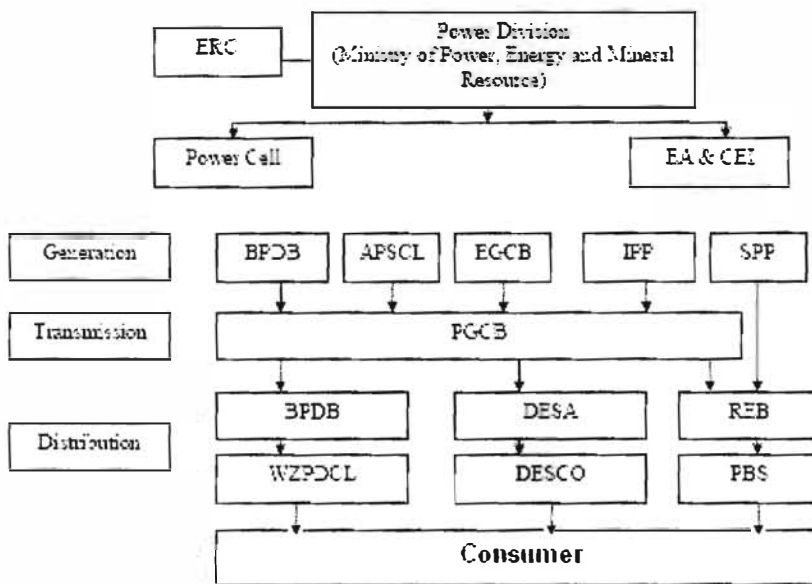 ERC
Power Division
(Ministry of Power, Energy and Mineral
Resource)
Power Cell
EA & CEI
Generation
BPDB
APSCL
EGCB
IPP
SPP
Transmission
PGCB
Distribution
BPDB
DESA
REB
WZPDCL
DESCO
PBS
Consumer